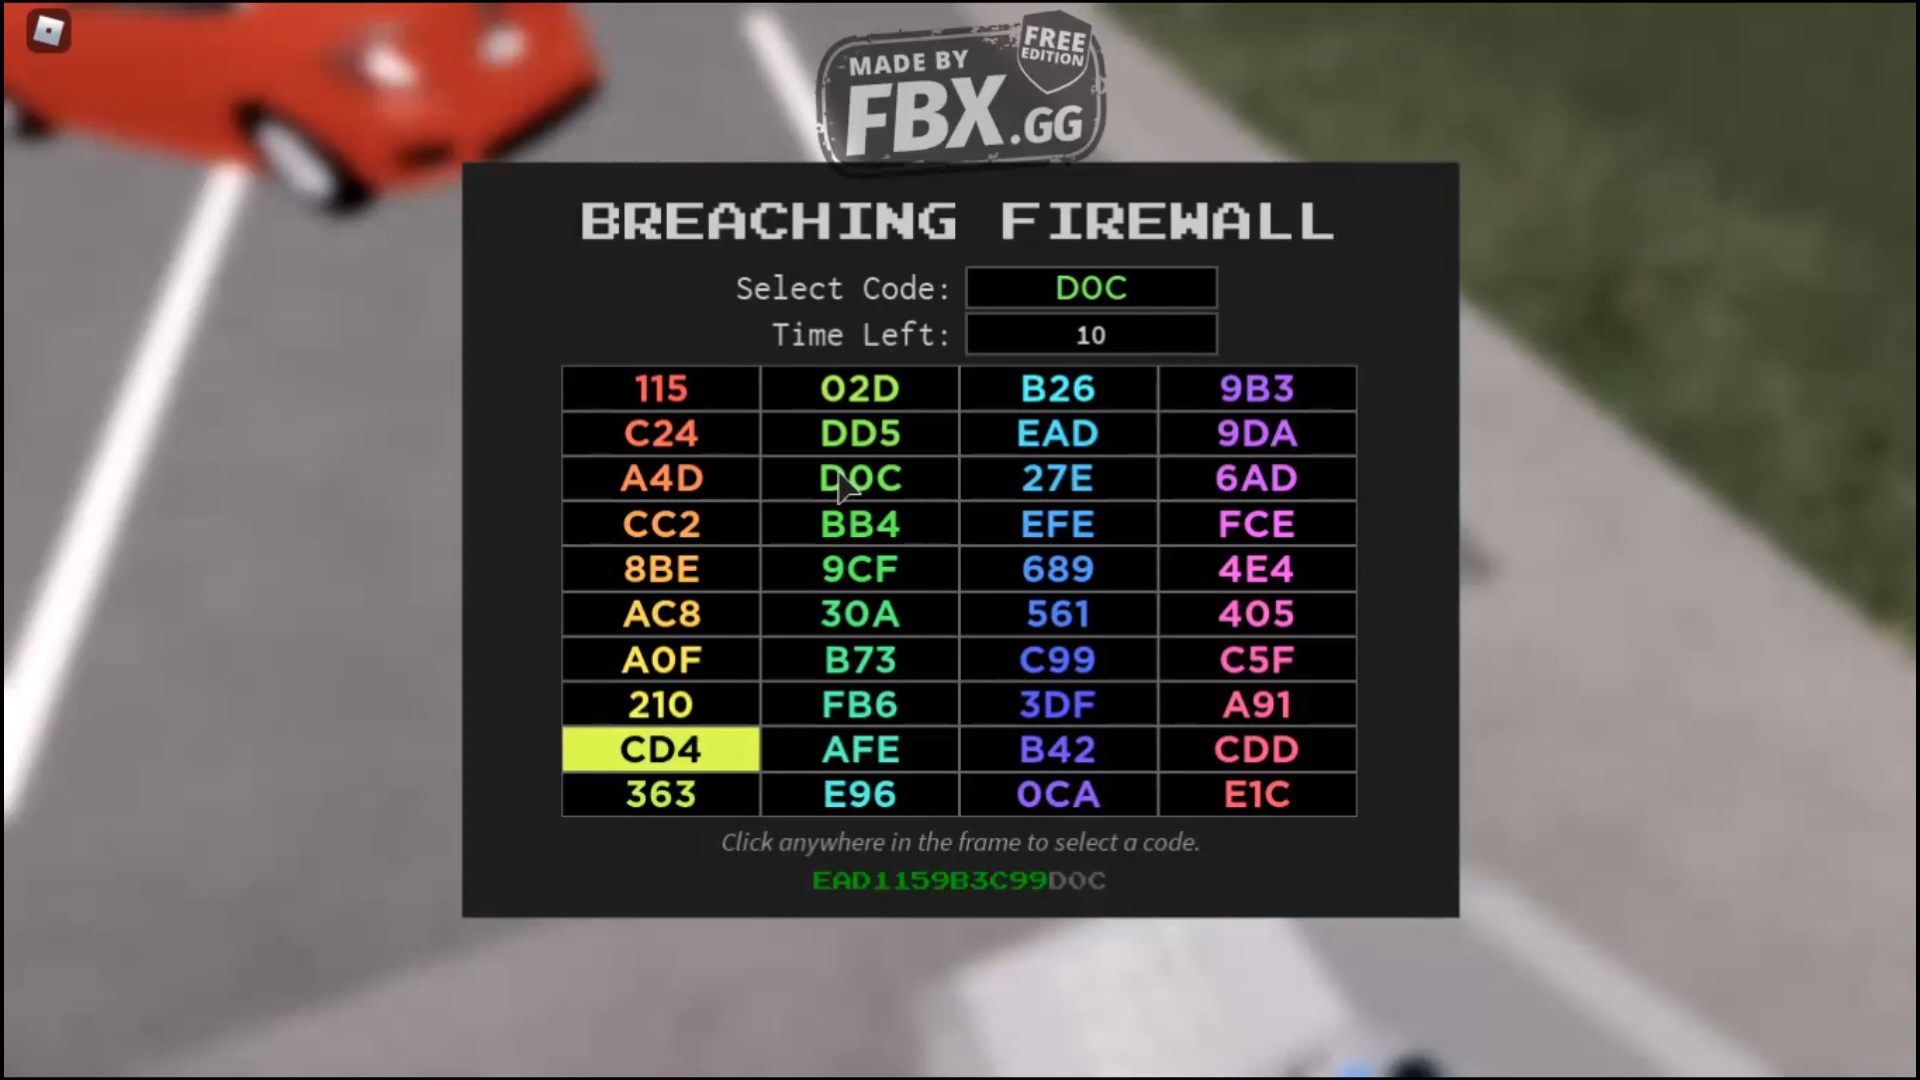 MADE BY
FBX.GG
FREE
EDITION
BREACHING FIREWALL
Select Code: D0C
Time Left: 10
115 02D B26 9B3
C24 DD5 EAD 9DA
A4D D0C 27E 6AD
CC2 BB4 EFE FCE
8BE 9CF 689 4E4
AC8 30A 561 405
A0F B73 C99 C5F
210 FB6 3DF A91
CD4 AFE B42 CDD
363 E96 0CA E1C
Click anywhere in the frame to select a code.
EAD1159B3C99D0C